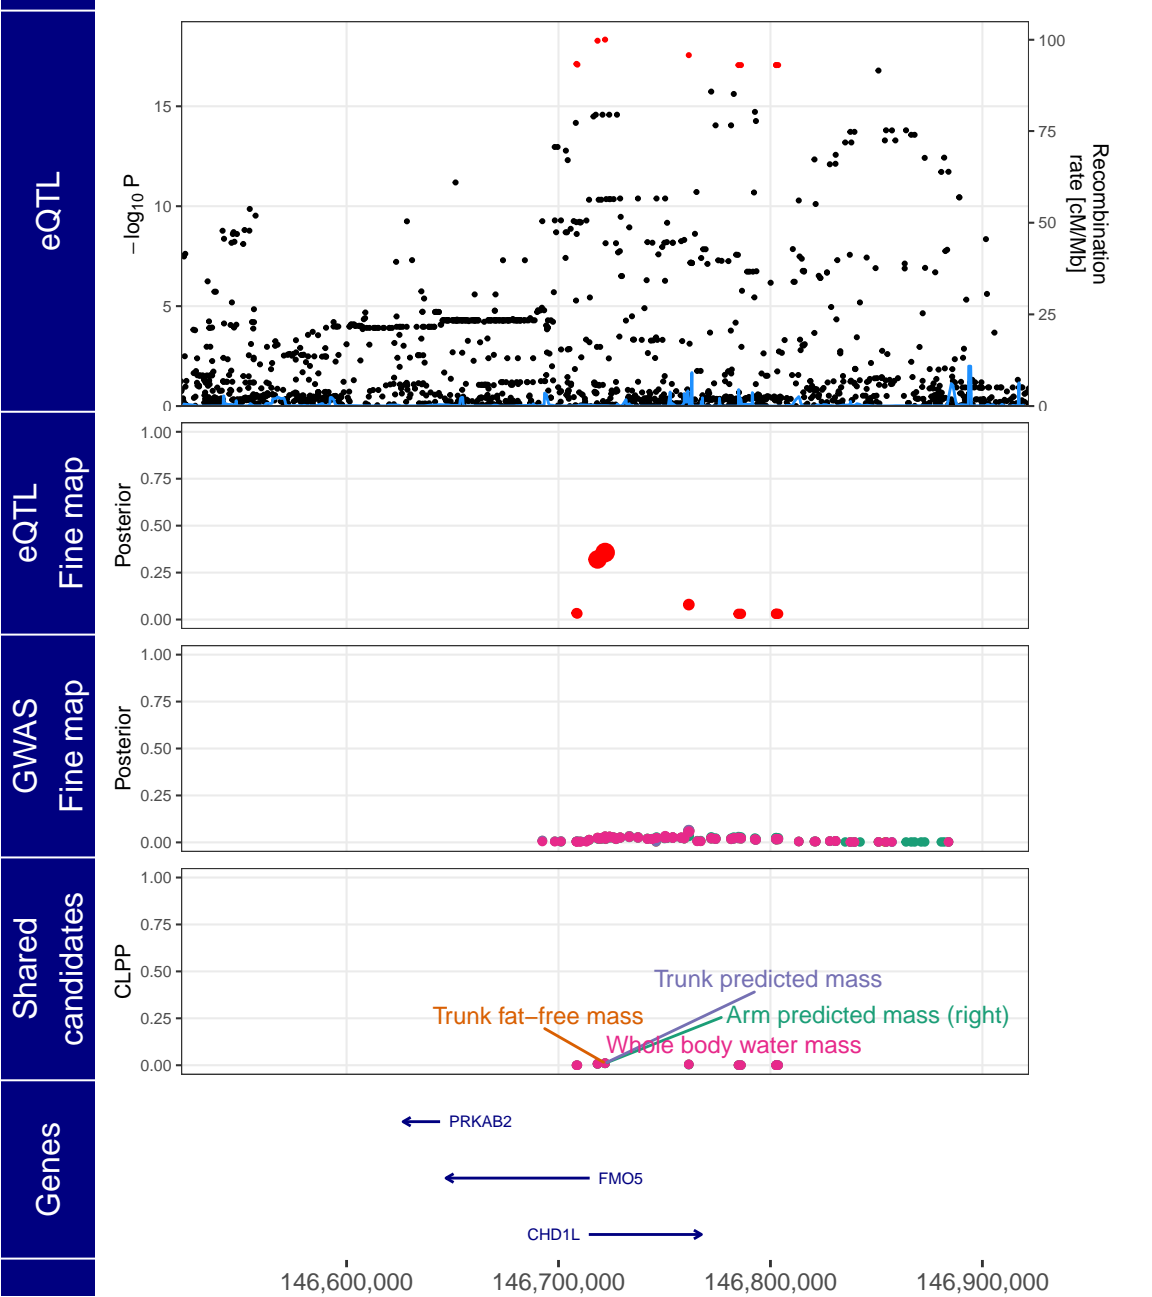 eQTL
−log10 P
15
10
5
0
100
75
50
25
0
Recombination
rate [cM/Mb]
eQTL
Fine map
Posterior
1.00
0.75
0.50
0.25
0.00
GWAS
Fine map
Posterior
1.00
0.75
0.50
0.25
0.00
Shared
candidates
CLPP
1.00
0.75
0.50
0.25
0.00
Trunk predicted mass
Trunk fat−free mass
Arm predicted mass (right)
Whole body water mass
Genes
PRKAB2
FMO5
CHD1L
146,600,000
146,700,000
146,800,000
146,900,000